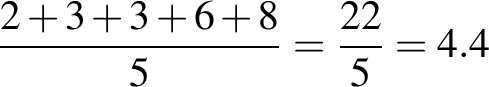 2 + 3 + 3 + 6 + 8
5
= 22
5
= 4.4